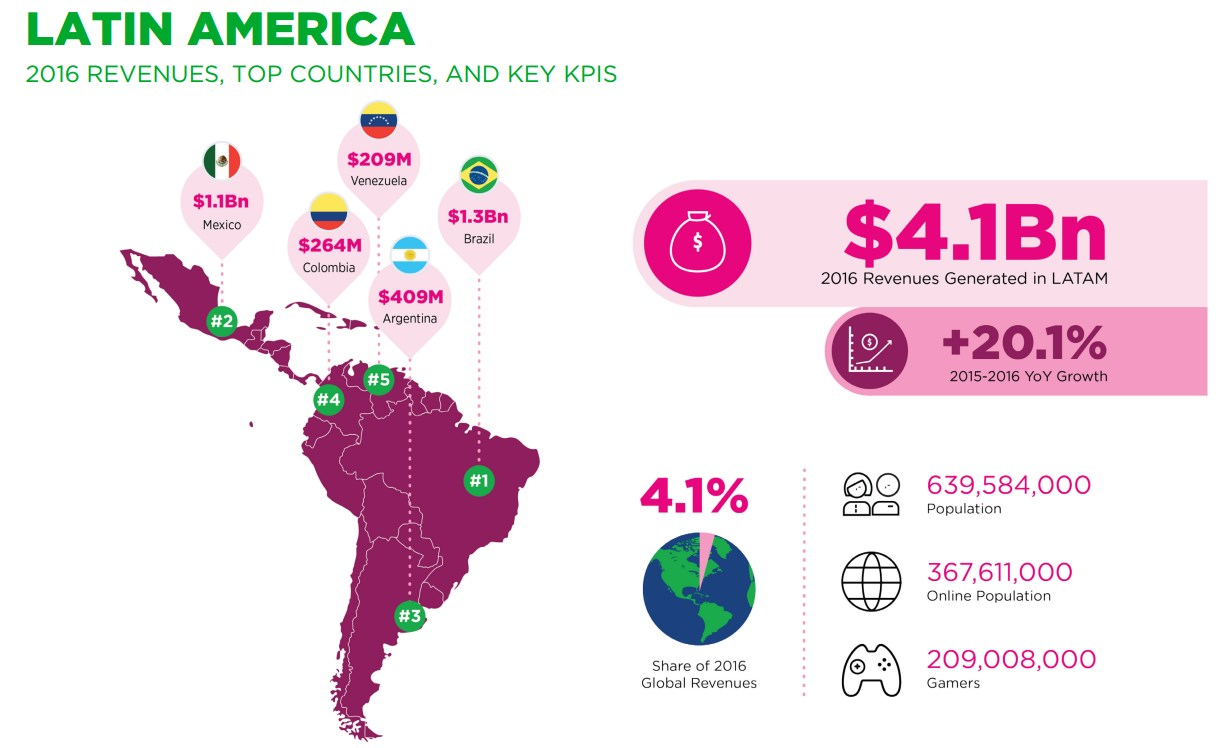 LATIN AMERICA
2016 REVENUES, TOP COUNTRIES, AND KEY KPIS
$209M
Venezuela
$1.1Bn
Mexico
$1.3Bn
Brazil
$264M
Colombia
$409M
Argentina
#2
#5
#4
#1
#3
$
$4.1Bn
2016 Revenues Generated in LATAM
$
+20.1%
2015-2016 YoY Growth
4.1%
Share of 2016
Global Revenues
639,584,000
Population
367,611,000
Online Population
209,008,000
Gamers